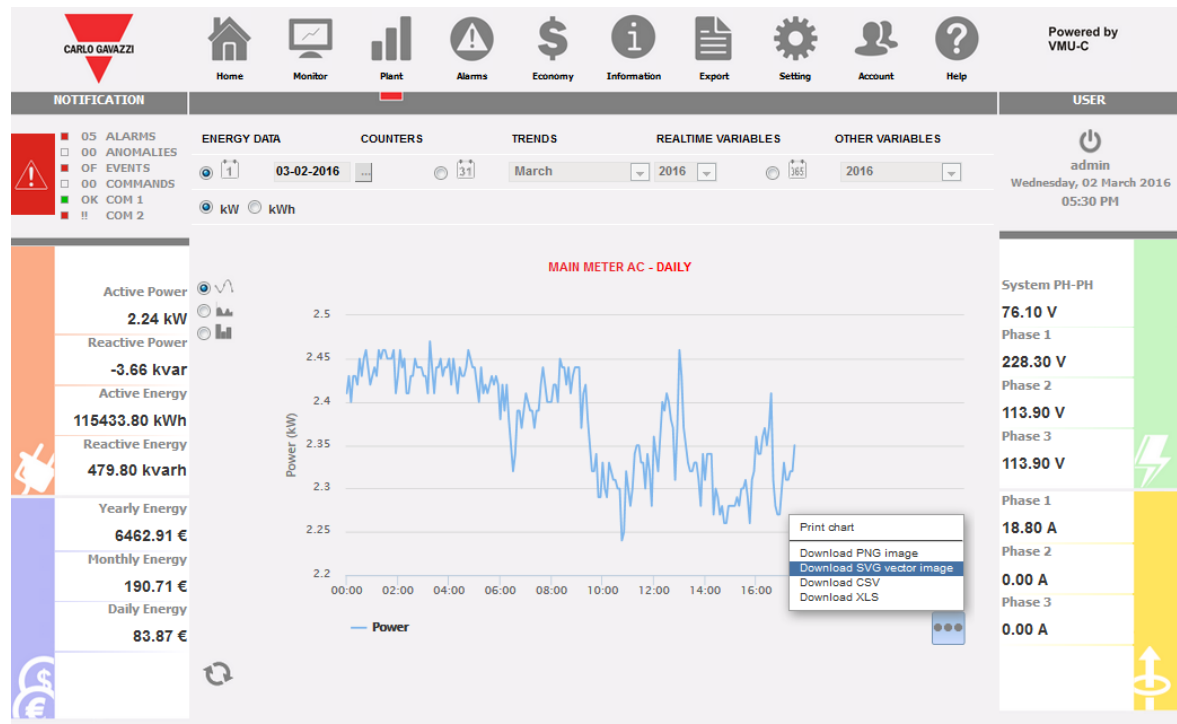 CARLO GAVAZZI
Home Monitor Plant Alarms Economy Information Export Setting Account Help
Powered by
VMU-C
NOTIFICATION
USER
05 ALARMS
00 ANOMALIES
OF EVENTS
00 COMMANDS
OK COM 1
!! COM 2
ENERGY DATA COUNTERS TRENDS REALTIME VARIABLES OTHER VARIABLES
1 03-02-2016 ... 31 March 2016 365 2016
kW kWh
admin
Wednesday, 02 March 2016
05:30 PM
Active Power
2.24 kW
Reactive Power
-3.66 kvar
Active Energy
115433.80 kWh
Reactive Energy
479.80 kvarh
Yearly Energy
6462.91 €
Monthly Energy
190.71 €
Daily Energy
83.87 €
$
€
MAIN METER AC - DAILY
Power (kW)
2.5
2.45
2.4
2.35
2.3
2.25
2.2
00:00 02:00 04:00 06:00 08:00 10:00 12:00 14:00 16:00
Power
Print chart
Download PNG image
Download SVG vector image
Download CSV
Download XLS
System PH-PH
76.10 V
Phase 1
228.30 V
Phase 2
113.90 V
Phase 3
113.90 V
Phase 1
18.80 A
Phase 2
0.00 A
Phase 3
0.00 A